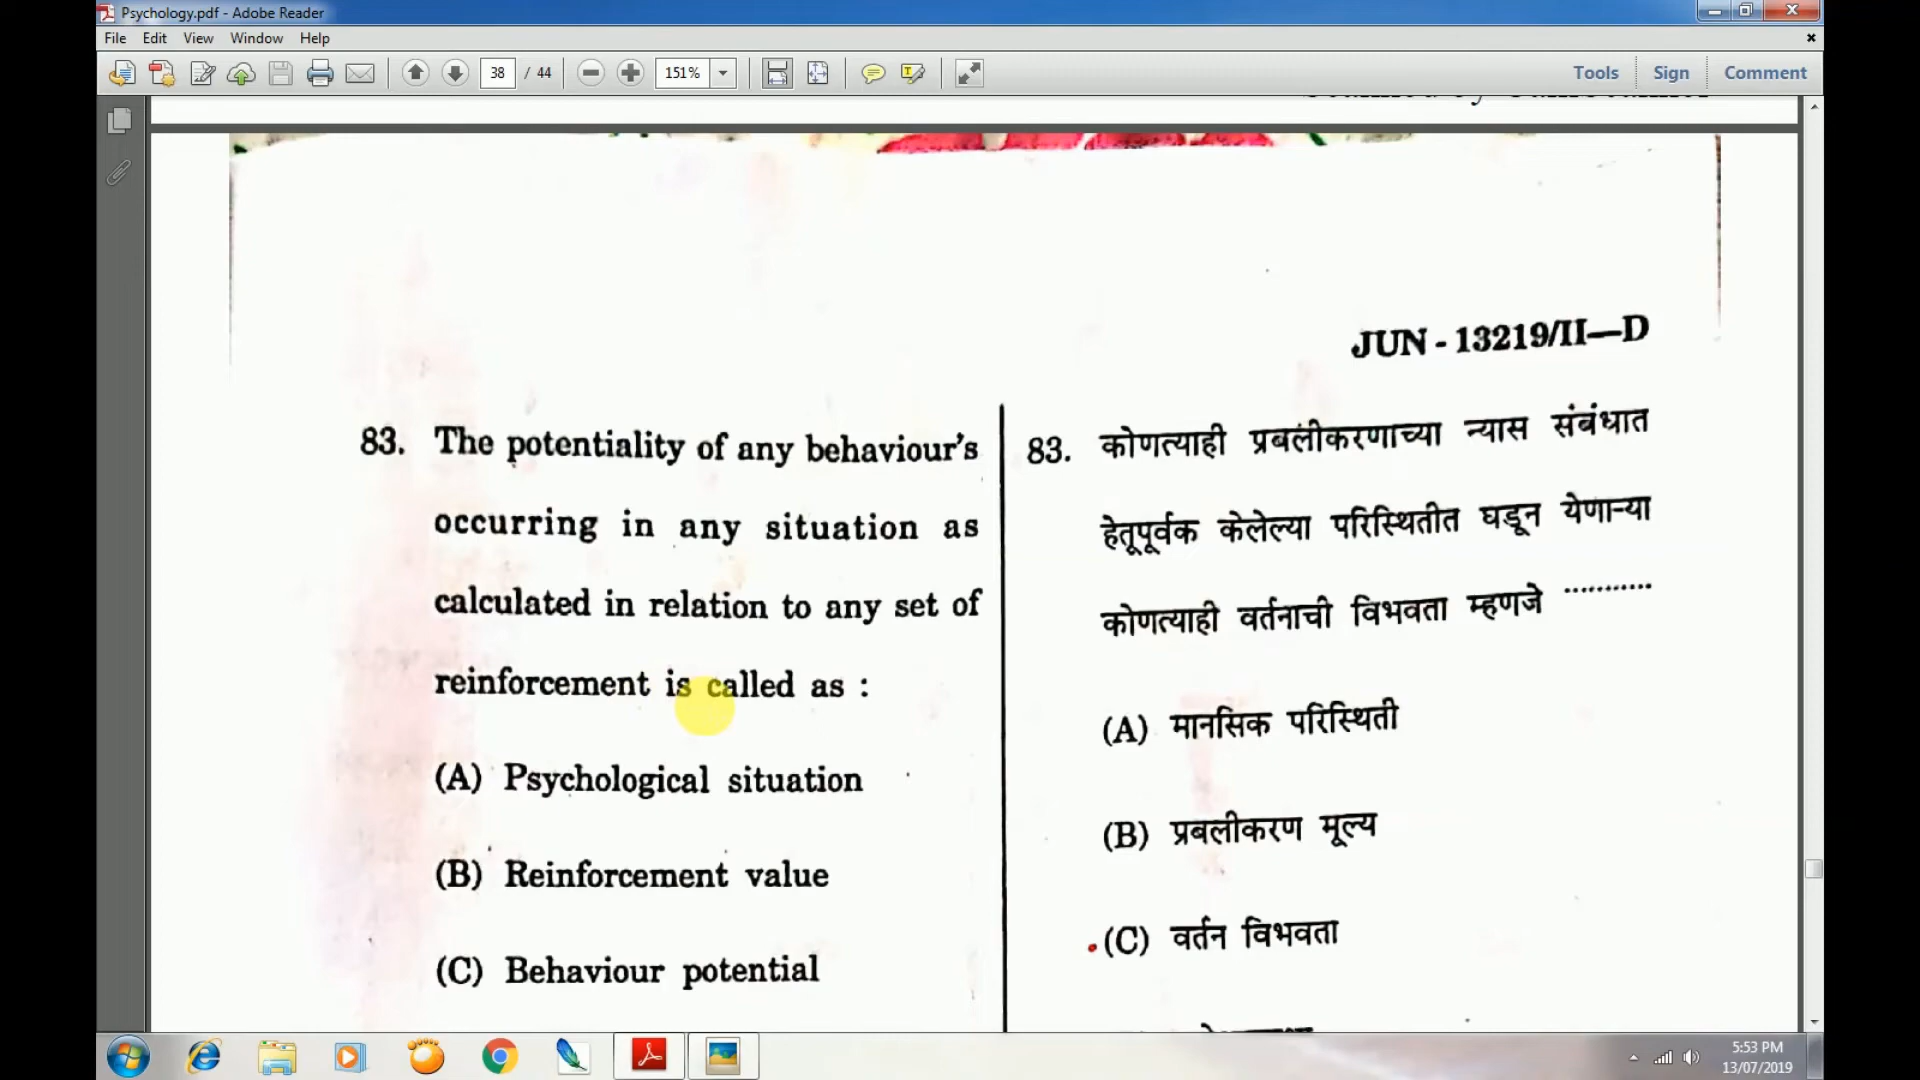 Psychology.pdf - Adobe Reader
File Edit View Window Help
38 / 44 151% Tools Sign Comment
JUN - 13219/II—D
83. The potentiality of any behaviour's
occurring in any situation as
calculated in relation to any set of
reinforcement is called as :
(A) Psychological situation
(B) Reinforcement value
(C) Behaviour potential
83. कोणत्याही प्रबलीकरणाच्या न्यास संबंधात
हेतूपूर्वक केलेल्या परिस्थितीत घडून येणाऱ्या
कोणत्याही वर्तनाची विभवता म्हणजे ...........
(A) मानसिक परिस्थिती
(B) प्रबलीकरण मूल्य
(C) वर्तन विभवता
5:53 PM
13/07/2019